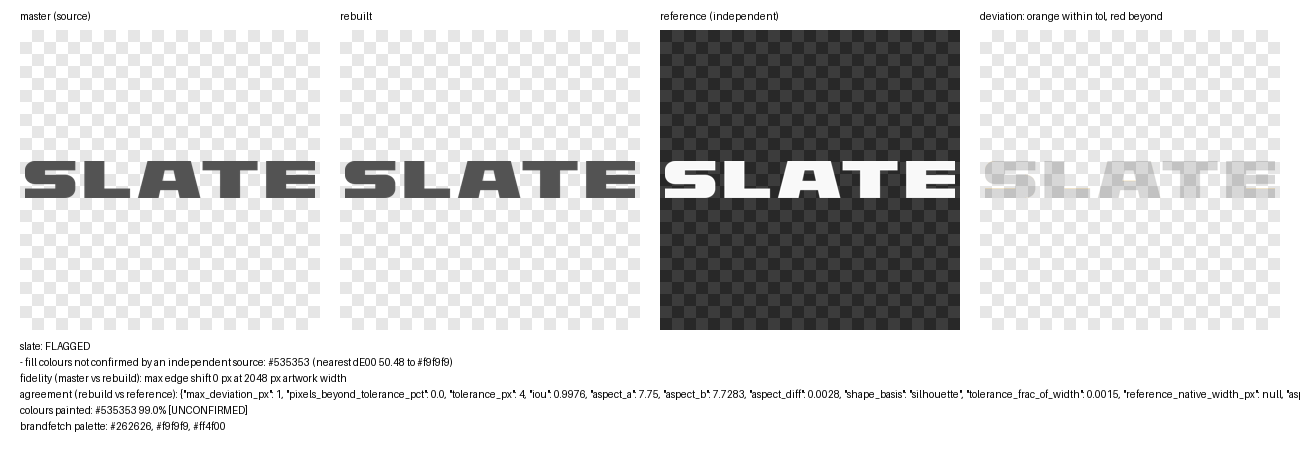 master (source)
rebuilt
reference (independent)
deviation: orange within tol, red beyond
SLATE
SLATE
SLATE
SLATE
slate: FLAGGED
- fill colours not confirmed by an independent source: #535353 (nearest dE00 50.48 to #f9f9f9)
fidelity (master vs rebuild): max edge shift 0 px at 2048 px artwork width
agreement (rebuild vs reference): {"max_deviation_px": 1, "pixels_beyond_tolerance_pct": 0.0, "tolerance_px": 4, "iou": 0.9976, "aspect_a": 7.75, "aspect_b": 7.7283, "aspect_diff": 0.0028, "shape_basis": "silhouette", "tolerance_frac_of_width": 0.0015, "reference_native_width_px": null, "as
colours painted: #535353 99.0% [UNCONFIRMED]
brandfetch palette: #262626, #f9f9f9, #ff4f00